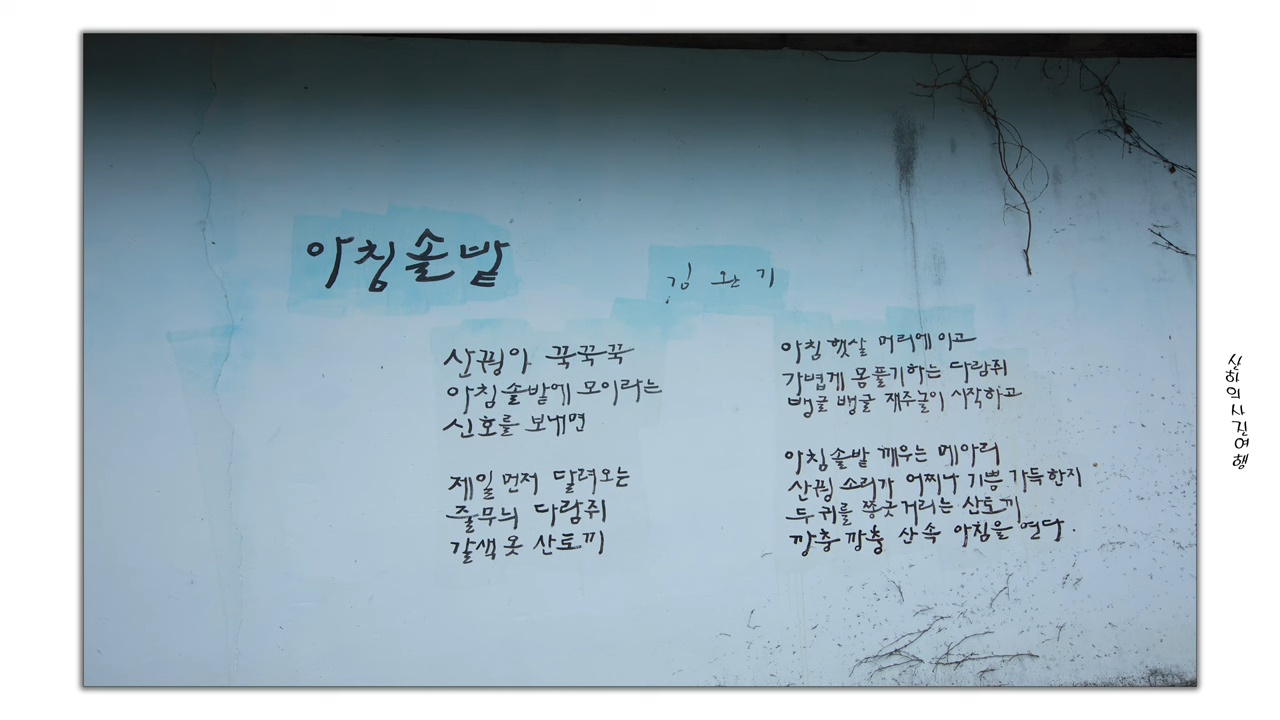 아침솔밭
김완기
산꿩아 꾹꾹꾹
아침 솔밭에 모이라는
신호를 보내면
제일 먼저 달려오는
줄무늬 다람쥐
갈색 옷 산토끼
아침 햇살 머리에 이고
가볍게 몸풀기하는 다람쥐
뱅글 뱅글 재주놀이 시작하고
아침솔밭 깨우는 메아리
산꿩 소리가 어찌나 기쁨 가득한지
두 귀를 쫑긋거리는 산토끼
깡충깡충 산속 아침을 연다.
신하의사진여행